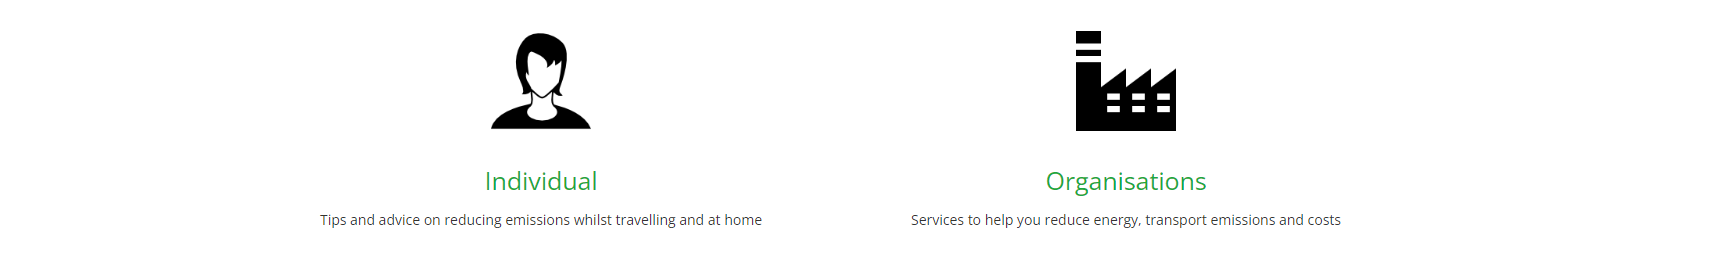 Individual
Tips and advice on reducing emissions whilst travelling and at home
Organisations
Services to help you reduce energy, transport emissions and costs